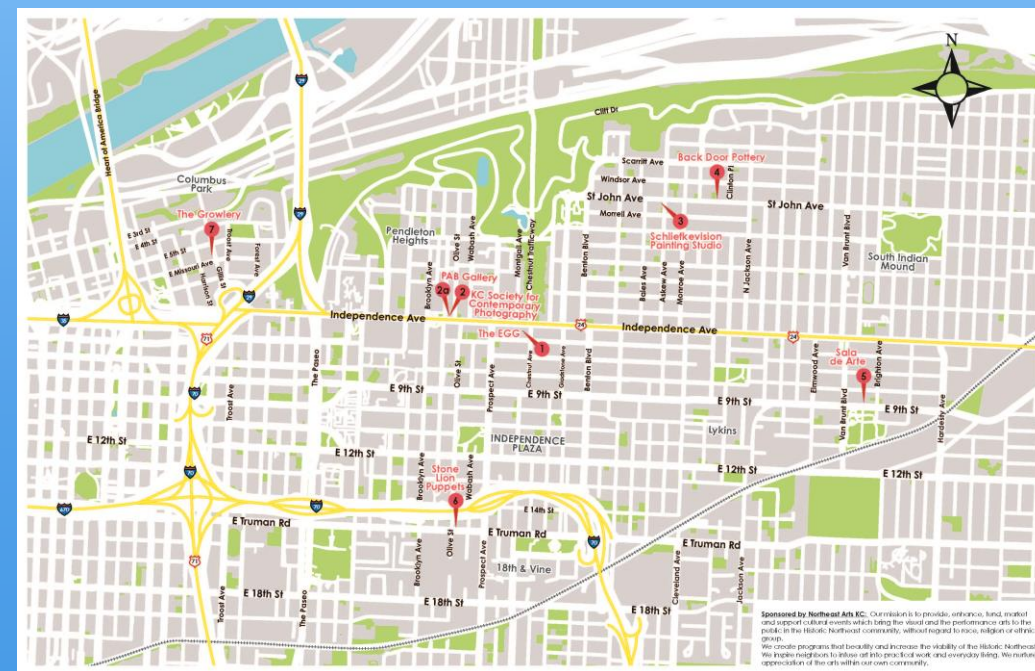 N
Heart of America Bridge
29
Cliff Dr
Scarritt Ave
Windsor Ave
St John Ave
Morrell Ave
Back Door Pottery
4
Clinton Pl
St John Ave
3
Schliefkevision
Painting Studio
Columbus
Park
The Growlery
7
E 3rd St
E 4th St
E 5th St
E Missouri Ave
Harrison St
Gillis St
Troost Ave
Forest Ave
29
29
Pendleton
Heights
Brooklyn Ave
Olive St
Wabash Ave
Montgall Ave
Chestnut Trafficway
Benton Blvd
Bales Ave
Askew Ave
Monroe Ave
N Jackson Ave
Van Brunt Blvd
South Indian
Mound
PAB Gallery
2a
2
KC Society for
Contemporary
Photography
Independence Ave
24
Independence Ave
24
71
The EGG
1
Chestnut Ave
Gladstone Ave
Benton Blvd
Sala
de Arte
5
Elmwood Ave
Van Brunt Blvd
Brighton Ave
Hardesty Ave
70
Troost Ave
The Paseo
Olive St
Prospect Ave
E 9th St
E 9th St
E 9th St
Lykins
E 12th St
E 12th St
INDEPENDENCE
PLAZA
E 12th St
E 12th St
Stone
Lion
Puppets
6
Brooklyn Ave
Wabash Ave
70
670
70
E Truman Rd
E 14th St
E Truman Rd
70
E Truman Rd
71
Brooklyn Ave
Olive St
Prospect Ave
18th & Vine
Troost Ave
The Paseo
E 18th St
E 18th St
E 18th St
Cleveland Ave
Jackson Ave
Sponsored by Northeast Arts KC: Our mission is to provide, enhance, fund, market
and support cultural events which bring the visual and the performance arts to the
public in the Historic Northeast community, without regard to race, religion or ethnic
group.
We create programs that beautify and increase the viability of the Historic Northeast.
We inspire neighbors to infuse art into practical work and everyday living. We nurture
appreciation of the arts within our own community.